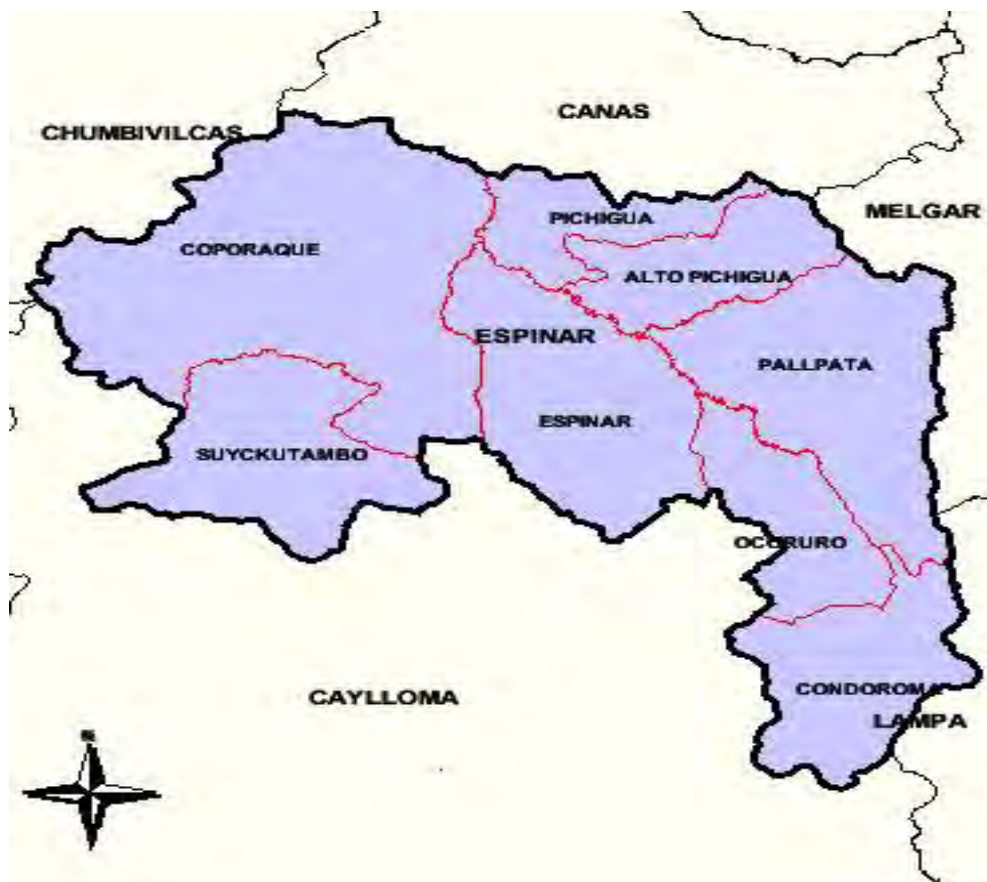 CANAS
CHUMBIVILCAS
MELGAR
PICHIGUA
COPORAQUE
ALTO PICHIGUA
ESPINAR
PALLPATA
ESPINAR
SUYCKUTAMBO
OCORURO
CONDOROMA
CAYLLOMA
LAMPA
N